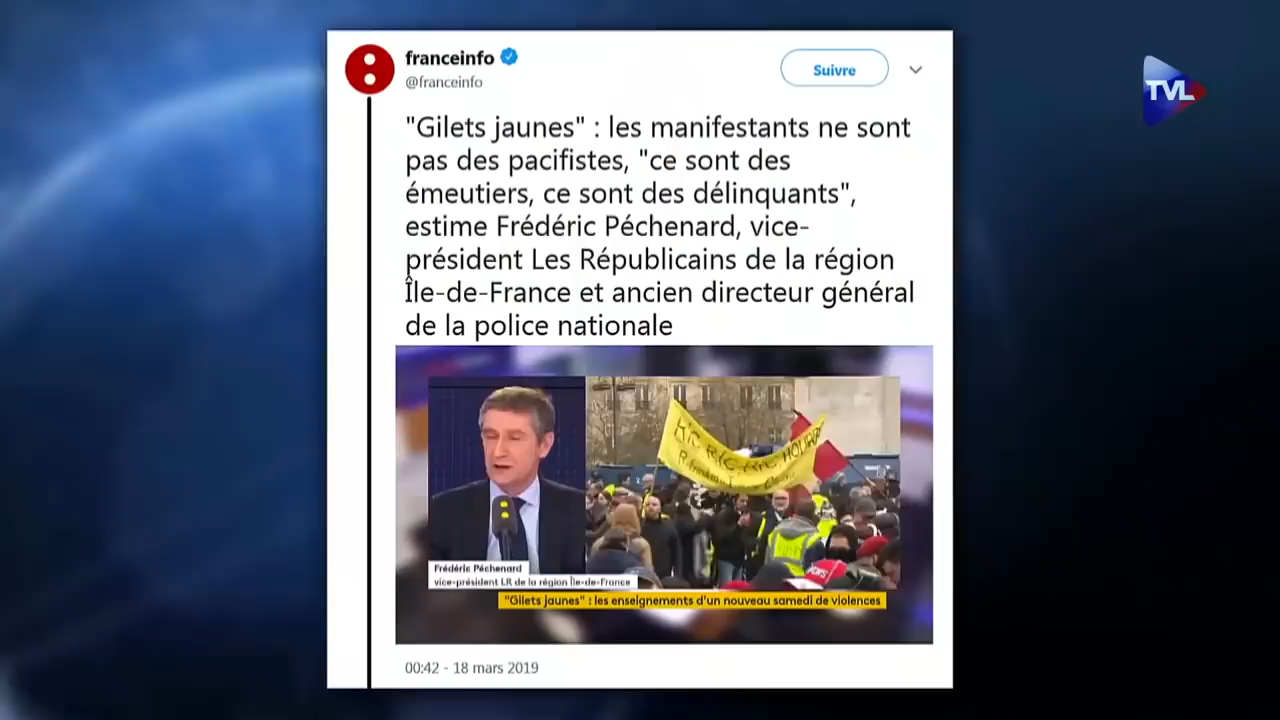 franceinfo
@franceinfo
Suivre
TVL
"Gilets jaunes" : les manifestants ne sont
pas des pacifistes, "ce sont des
émeutiers, ce sont des délinquants",
estime Frédéric Péchenard, vice-
président Les Républicains de la région
Île-de-France et ancien directeur général
de la police nationale
RIC RIC RIC
Frédéric Péchenard
vice-président LR de la région Île-de-France
"Gilets jaunes" : les enseignements d'un nouveau samedi de violences
00:42 - 18 mars 2019